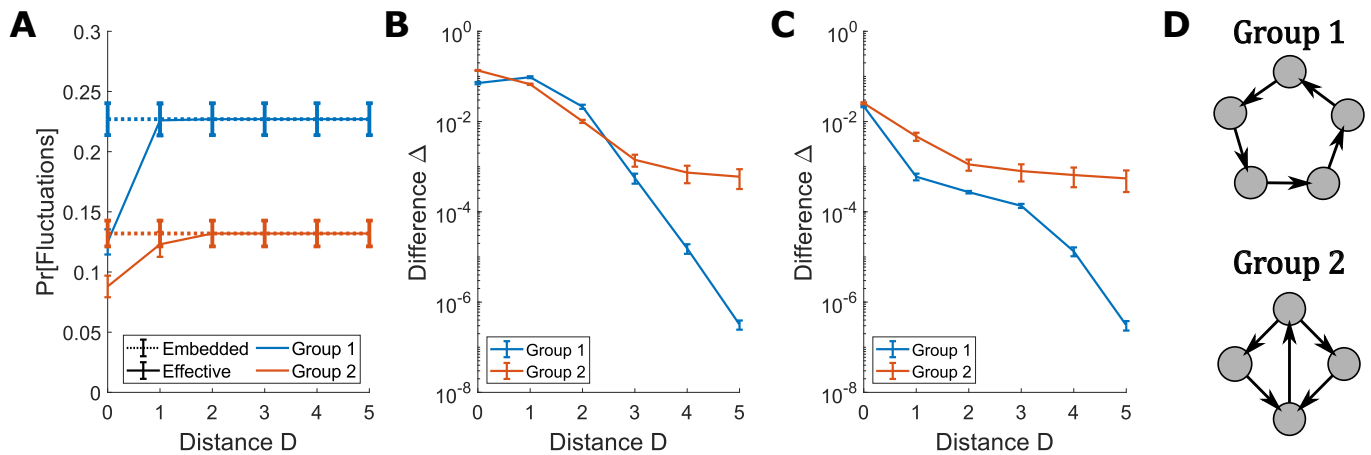 A
Pr[Fluctuations]
0.3
0.25
0.2
0.15
0.1
0.05
0
0 1 2 3 4 5
Distance D
Embedded Group 1
Effective Group 2
B
Difference Δ
10^0
10^-2
10^-4
10^-6
10^-8
0 1 2 3 4 5
Distance D
Group 1
Group 2
C
Difference Δ
10^0
10^-2
10^-4
10^-6
10^-8
0 1 2 3 4 5
Distance D
Group 1
Group 2
D
Group 1
Group 2